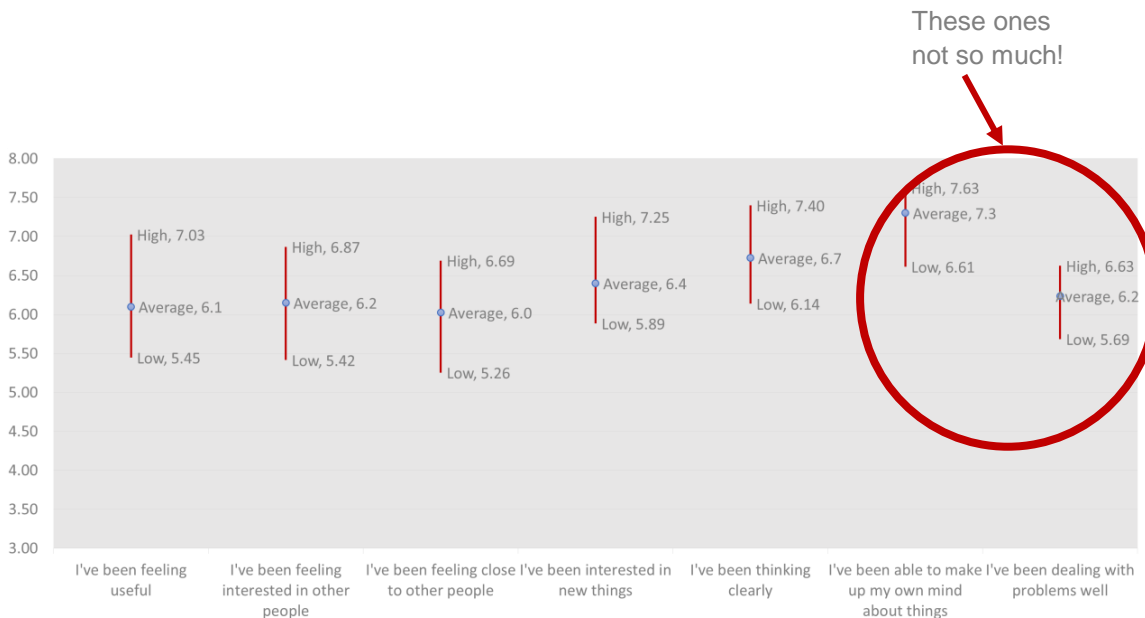 These ones
not so much!
8.00
7.50
7.00
6.50
6.00
5.50
5.00
4.50
4.00
3.50
3.00
High, 7.03
Average, 6.1
Low, 5.45
High, 6.87
Average, 6.2
Low, 5.42
High, 6.69
Average, 6.0
Low, 5.26
High, 7.25
Average, 6.4
Low, 5.89
High, 7.40
Average, 6.7
Low, 6.14
High, 7.63
Average, 7.3
Low, 6.61
High, 6.63
Average, 6.2
Low, 5.69
I've been feeling
useful
I've been feeling
interested in other
people
I've been feeling close
to other people
I've been interested in
new things
I've been thinking
clearly
I've been able to make
up my own mind
about things
I've been dealing with
problems well